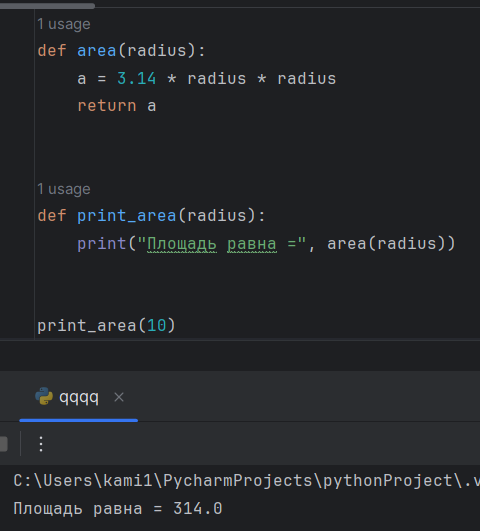 1 usage
def area(radius):
    a = 3.14 * radius * radius
    return a
1 usage
def print_area(radius):
    print("Площадь равна =", area(radius))
print_area(10)
qqqq
C:\Users\kami1\PycharmProjects\pythonProject\.v
Площадь равна = 314.0